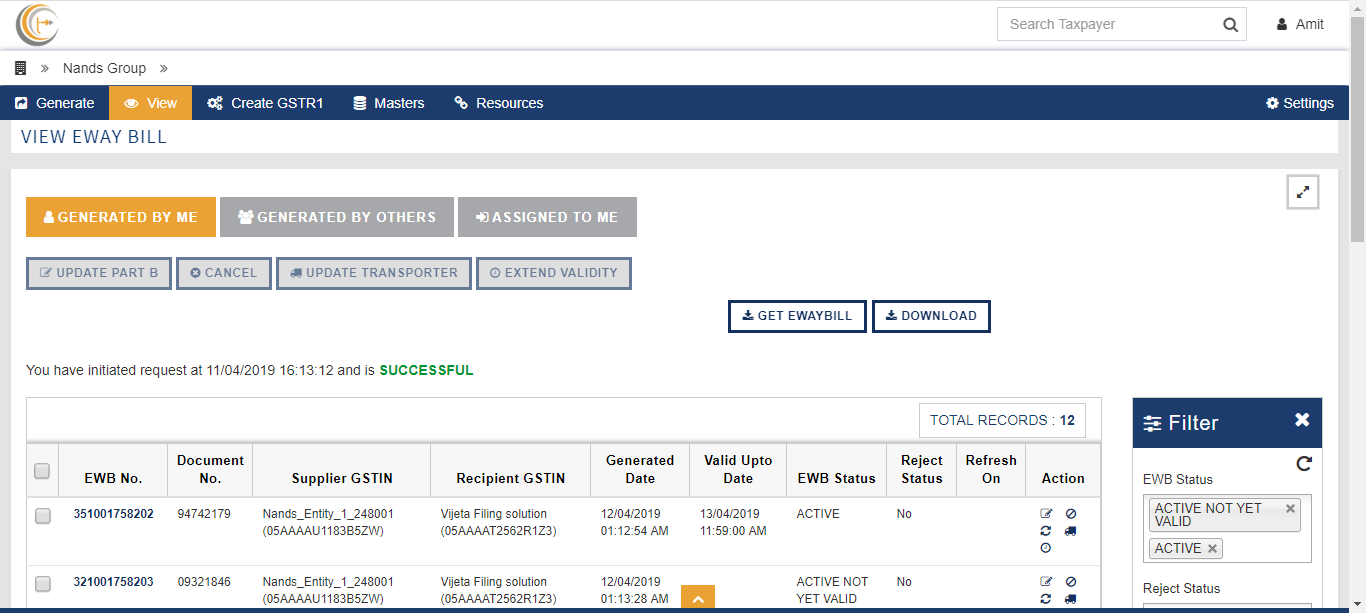 Search Taxpayer
Amit
» Nands Group »
Generate View Create GSTR1 Masters Resources Settings
VIEW EWAY BILL
GENERATED BY ME GENERATED BY OTHERS ASSIGNED TO ME
UPDATE PART B CANCEL UPDATE TRANSPORTER EXTEND VALIDITY
GET EWAYBILL DOWNLOAD
You have initiated request at 11/04/2019 16:13:12 and is SUCCESSFUL
TOTAL RECORDS : 12
EWB No. Document No. Supplier GSTIN Recipient GSTIN Generated Date Valid Upto Date EWB Status Reject Status Refresh On Action
351001758202 94742179 Nands_Entity_1_248001 Vijeta Filing solution 12/04/2019 13/04/2019 ACTIVE No
(05AAAAU1183B5ZW) (05AAAAT2562R1Z3) 01:12:54 AM 11:59:00 AM
321001758203 09321846 Nands_Entity_1_248001 Vijeta Filing solution 12/04/2019 ACTIVE NOT No
(05AAAAU1183B5ZW) (05AAAAT2562R1Z3) 01:13:28 AM YET VALID
Filter
EWB Status
ACTIVE NOT YET
VALID
ACTIVE
Reject Status